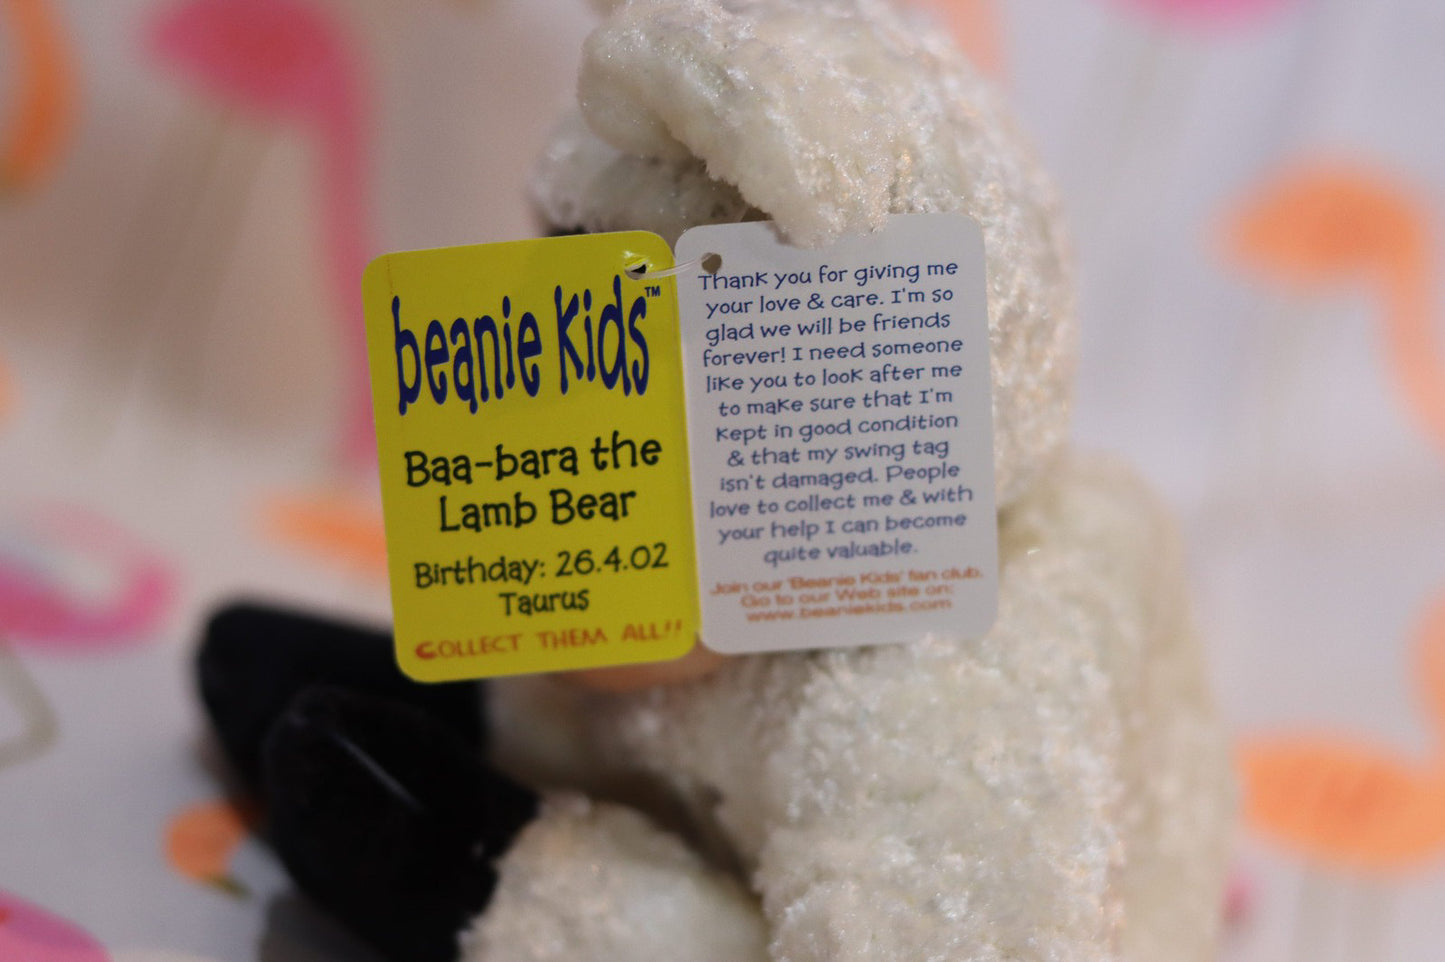 beanie kids™
Baa-bara the
Lamb Bear
Birthday: 26.4.02
Taurus
COLLECT THEM ALL!!
Thank you for giving me
your love & care. I'm so
glad we will be friends
forever! I need someone
like you to look after me
to make sure that I'm
kept in good condition
& that my swing tag
isn't damaged. People
love to collect me & with
your help I can become
quite valuable.
Join our 'Beanie Kids' fan club.
Go to our Web site on:
www.beaniekids.com